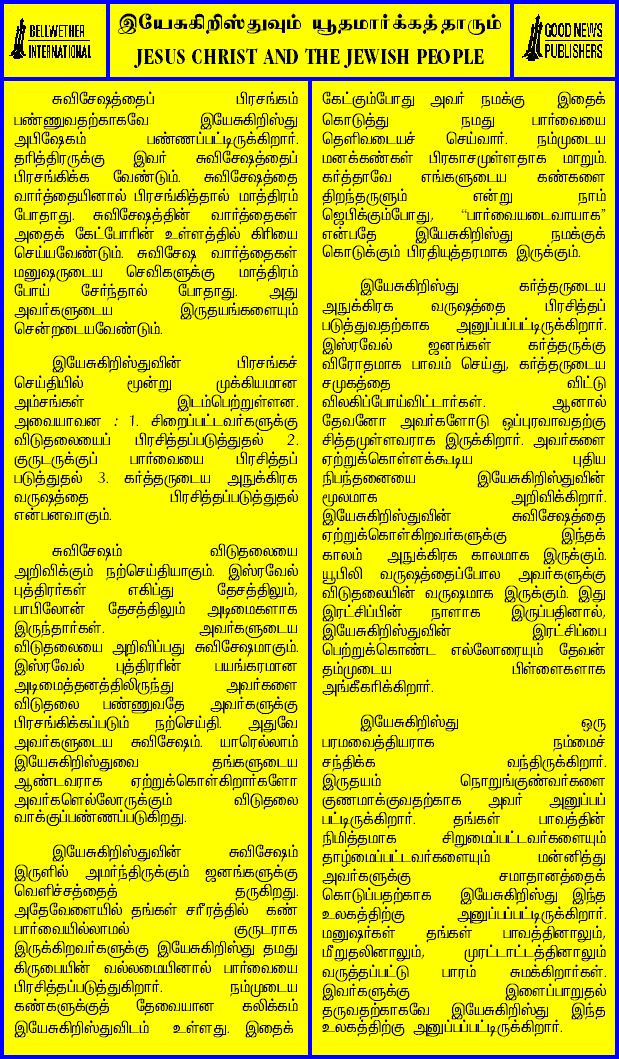 BELLWETHER
INTERNATIONAL
இயேசுகிறிஸ்துவும் யூதமார்க்கத்தாரும்
JESUS CHRIST AND THE JEWISH PEOPLE
GOOD NEWS
PUBLISHERS
சுவிசேஷத்தைப் பிரசங்கம்
பண்ணுவதற்காகவே இயேசுகிறிஸ்து
அபிஷேகம் பண்ணப்பட்டிருக்கிறார்.
தரித்திரருக்கு இவர் சுவிசேஷத்தைப்
பிரசங்கிக்க வேண்டும். சுவிசேஷத்தை
வார்த்தையினால் பிரசங்கித்தால் மாத்திரம்
போதாது. சுவிசேஷத்தின் வார்த்தைகள்
அதைக் கேட்போரின் உள்ளத்தில் கிரியை
செய்யவேண்டும். சுவிசேஷ வார்த்தைகள்
மனுஷருடைய செவிகளுக்கு மாத்திரம்
போய் சேர்ந்தால் போதாது. அது
அவர்களுடைய இருதயங்களையும்
சென்றடையவேண்டும்.
இயேசுகிறிஸ்துவின் பிரசங்கச்
செய்தியில் மூன்று முக்கியமான
அம்சங்கள் இடம்பெற்றுள்ளன.
அவையாவன : 1. சிறைப்பட்டவர்களுக்கு
விடுதலையைப் பிரசித்தப்படுத்துதல் 2.
குருடருக்குப் பார்வையை பிரசித்தப்
படுத்துதல் 3. கர்த்தருடைய அநுக்கிரக
வருஷத்தை பிரசித்தப்படுத்துதல்
என்பனவாகும்.
சுவிசேஷம் விடுதலையை
அறிவிக்கும் நற்செய்தியாகும். இஸ்ரவேல்
புத்திரர்கள் எகிப்து தேசத்திலும்,
பாபிலோன் தேசத்திலும் அடிமைகளாக
இருந்தார்கள். அவர்களுடைய
விடுதலையை அறிவிப்பது சுவிசேஷமாகும்.
இஸ்ரவேல் புத்திரரின் பயங்கரமான
அடிமைத்தனத்திலிருந்து அவர்களை
விடுதலை பண்ணுவதே அவர்களுக்கு
பிரசங்கிக்கப்படும் நற்செய்தி. அதுவே
அவர்களுடைய சுவிசேஷம். யாரெல்லாம்
இயேசுகிறிஸ்துவை தங்களுடைய
ஆண்டவராக ஏற்றுக்கொள்கிறார்களோ
அவர்களெல்லோருக்கும் விடுதலை
வாக்குப்பண்ணப்படுகிறது.
இயேசுகிறிஸ்துவின் சுவிசேஷம்
இருளில் அமர்ந்திருக்கும் ஜனங்களுக்கு
வெளிச்சத்தைத் தருகிறது.
அதேவேளையில் தங்கள் சரீரத்தில் கண்
பார்வையில்லாமல் குருடராக
இருக்கிறவர்களுக்கு இயேசுகிறிஸ்து தமது
கிருபையின் வல்லமையினால் பார்வையை
பிரசித்தப்படுத்துகிறார். நம்முடைய
கண்களுக்குத் தேவையான கலிக்கம்
இயேசுகிறிஸ்துவிடம் உள்ளது. இதைக்
கேட்கும்போது அவர் நமக்கு இதைக்
கொடுத்து நமது பார்வையை
தெளிவடையச் செய்வார். நம்முடைய
மனக்கண்கள் பிரகாசமுள்ளதாக மாறும்.
கர்த்தாவே எங்களுடைய கண்களை
திறந்தருளும் என்று நாம்
ஜெபிக்கும்போது, “பார்வையடைவாயாக”
என்பதே இயேசுகிறிஸ்து நமக்குக்
கொடுக்கும் பிரதியுத்தரமாக இருக்கும்.
இயேசுகிறிஸ்து கர்த்தருடைய
அநுக்கிரக வருஷத்தை பிரசித்தப்
படுத்துவதற்காக அனுப்பப்பட்டிருக்கிறார்.
இஸ்ரவேல் ஜனங்கள் கர்த்தருக்கு
விரோதமாக பாவம் செய்து, கர்த்தருடைய
சமுகத்தை விட்டு
விலகிப்போய்விட்டார்கள். ஆனால்
தேவனோ அவர்களோடு ஒப்புரவாவதற்கு
சித்தமுள்ளவராக இருக்கிறார். அவர்களை
ஏற்றுக்கொள்ளக்கூடிய புதிய
நிபந்தனையை இயேசுகிறிஸ்துவின்
மூலமாக அறிவிக்கிறார்.
இயேசுகிறிஸ்துவின் சுவிசேஷத்தை
ஏற்றுக்கொள்கிறவர்களுக்கு இந்தக்
காலம் அநுக்கிரக காலமாக இருக்கும்.
யூபிலி வருஷத்தைப்போல அவர்களுக்கு
விடுதலையின் வருஷமாக இருக்கும். இது
இரட்சிப்பின் நாளாக இருப்பதினால்,
இயேசுகிறிஸ்துவின் இரட்சிப்பை
பெற்றுக்கொண்ட எல்லோரையும் தேவன்
தம்முடைய பிள்ளைகளாக
அங்கீகரிக்கிறார்.
இயேசுகிறிஸ்து ஒரு
பரமவைத்தியராக நம்மைச்
சந்திக்க வந்திருக்கிறார்.
இருதயம் நொறுங்குண்டவர்களை
குணமாக்குவதற்காக அவர் அனுப்பப்
பட்டிருக்கிறார். தங்கள் பாவத்தின்
நிமித்தமாக சிறுமைப்பட்டவர்களையும்
தாழ்மைப்பட்டவர்களையும் மன்னித்து
அவர்களுக்கு சமாதானத்தைக்
கொடுப்பதற்காக இயேசுகிறிஸ்து இந்த
உலகத்திற்கு அனுப்பப்பட்டிருக்கிறார்.
மனுஷர்கள் தங்கள் பாவத்தினாலும்,
மீறுதலினாலும், முரட்டாட்டத்தினாலும்
வருத்தப்பட்டு பாரம் சுமக்கிறார்கள்.
இவர்களுக்கு இளைப்பாறுதல்
தருவதற்காகவே இயேசுகிறிஸ்து இந்த
உலகத்திற்கு அனுப்பப்பட்டிருக்கிறார்.